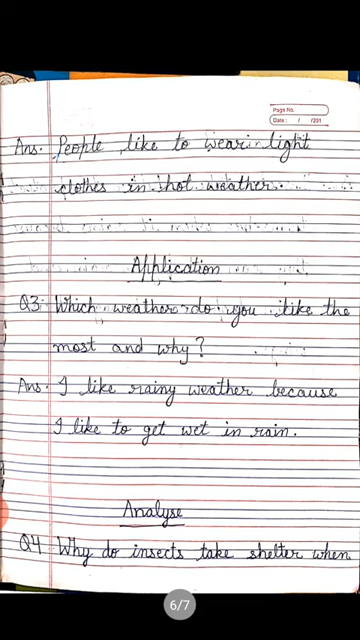 Page No.
Date: / /201
Ans. People like to wear light
clothes in hot weather.
Application
Q3. Which weather do you like the
most and why?
Ans. I like rainy weather because
I like to get wet in rain.
Analyse
Q4 Why do insects take shelter when
6/7